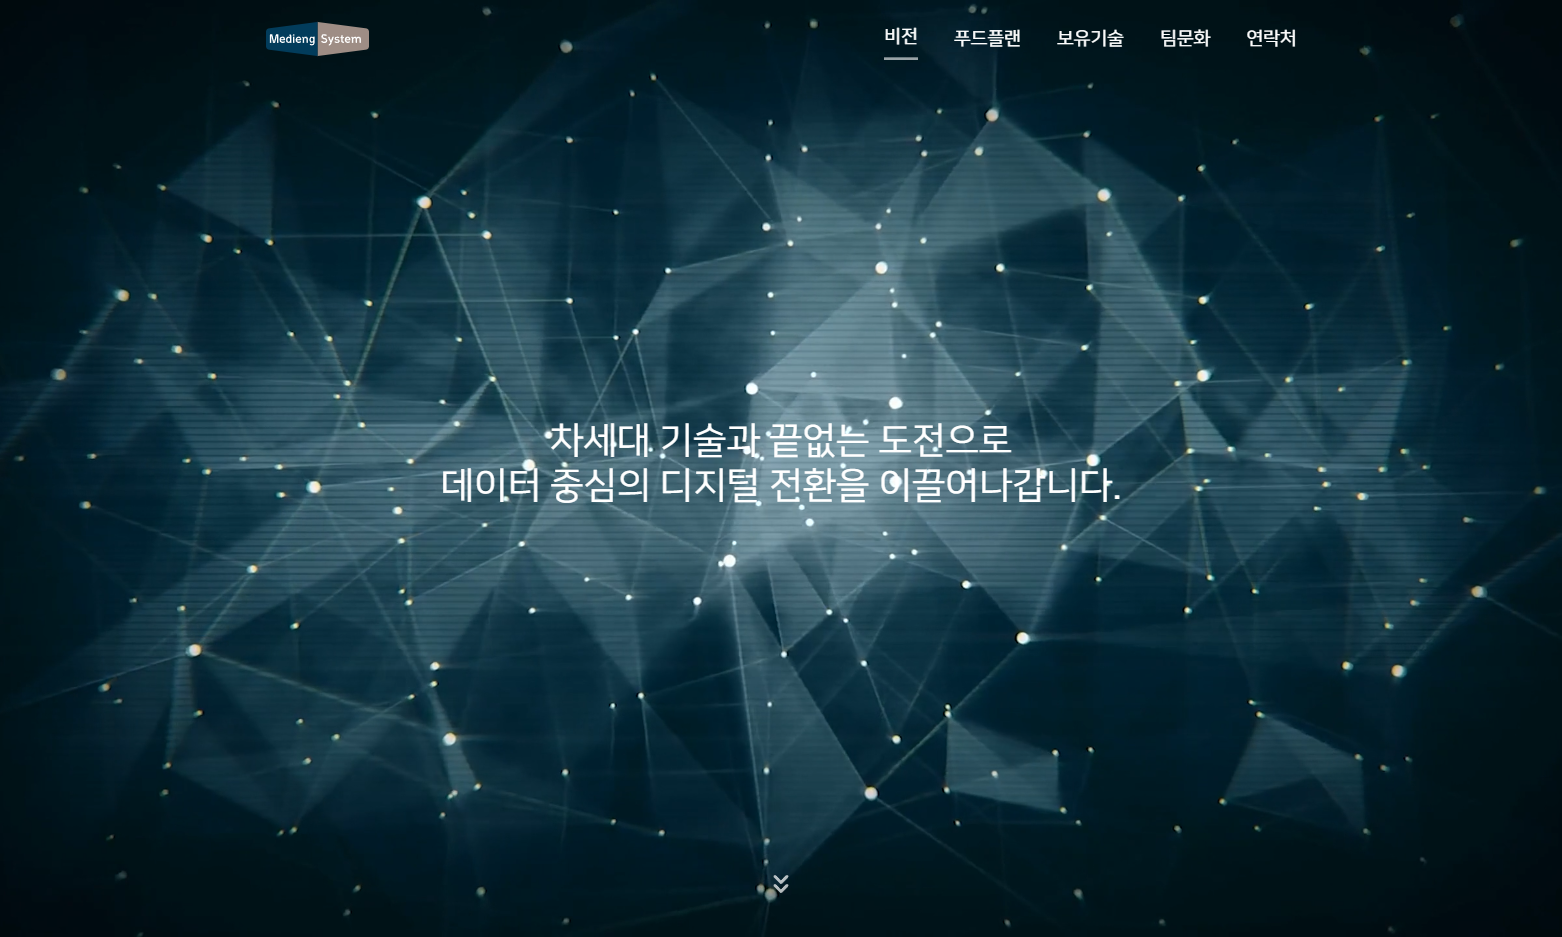 Medieng System
비전 푸드플랜 보유기술 팀문화 연락처
차세대 기술과 끝없는 도전으로
데이터 중심의 디지털 전환을 이끌어나갑니다.